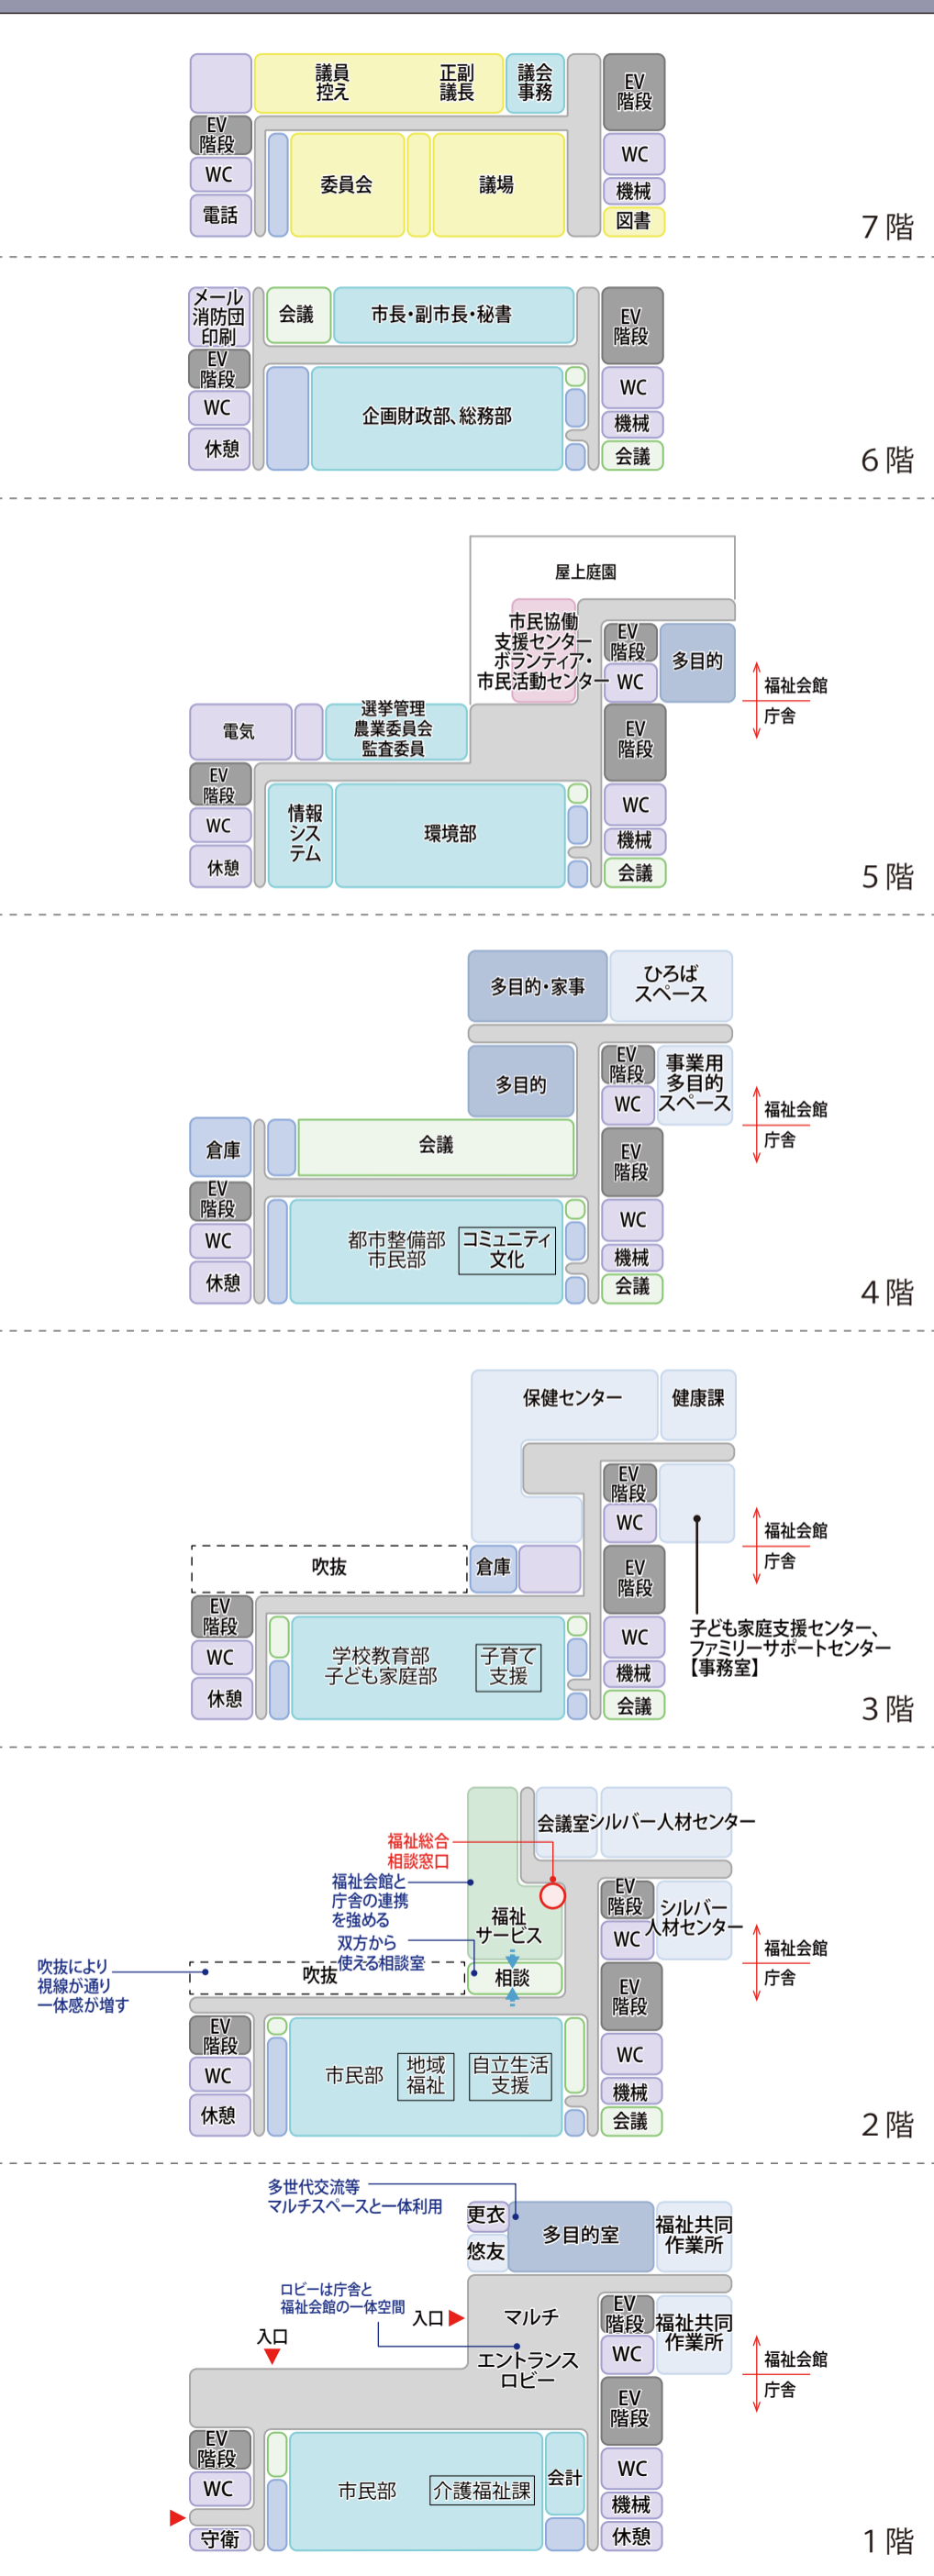 議員
控え
正副
議長
議会
事務
EV
階段
EV
階段
WC
WC
委員会
議場
機械
電話
図書
7 階
メール
消防団
印刷
会議
市長・副市長・秘書
EV
階段
EV
階段
WC
WC
企画財政部、総務部
機械
休憩
会議
6 階
屋上庭園
市民協働
支援センター
ボランティア・
市民活動センター
EV
階段
WC
多目的
福祉会館
庁舎
電気
選挙管理
農業委員会
監査委員
EV
階段
EV
階段
WC
情報
シス
テム
環境部
WC
機械
休憩
会議
5 階
多目的・家事
ひろば
スペース
多目的
EV
階段
WC
事業用
多目的
スペース
福祉会館
庁舎
倉庫
会議
EV
階段
EV
階段
WC
都市整備部
市民部
コミュニティ
文化
WC
機械
休憩
会議
4 階
保健センター
健康課
EV
階段
WC
福祉会館
庁舎
吹抜
倉庫
EV
階段
EV
階段
子ども家庭支援センター、
ファミリーサポートセンター
【事務室】
WC
学校教育部
子ども家庭部
子育て
支援
WC
機械
休憩
会議
3 階
会議室
シルバー人材センター
福祉総合
相談窓口
福祉会館と
庁舎の連携
を強める
双方から
使える相談室
福祉
サービス
EV
階段
WC
シルバー
人材センター
福祉会館
庁舎
吹抜により
視線が通り
一体感が増す
吹抜
相談
EV
階段
EV
階段
WC
市民部
地域
福祉
自立生活
支援
WC
機械
休憩
会議
2 階
多世代交流等
マルチスペースと一体利用
更衣
悠友
多目的室
福祉共同
作業所
ロビーは庁舎と
福祉会館の一体空間
入口
入口
マルチ
エントランス
ロビー
EV
階段
WC
福祉共同
作業所
福祉会館
庁舎
EV
階段
EV
階段
WC
市民部
介護福祉課
会計
WC
機械
守衛
休憩
1 階